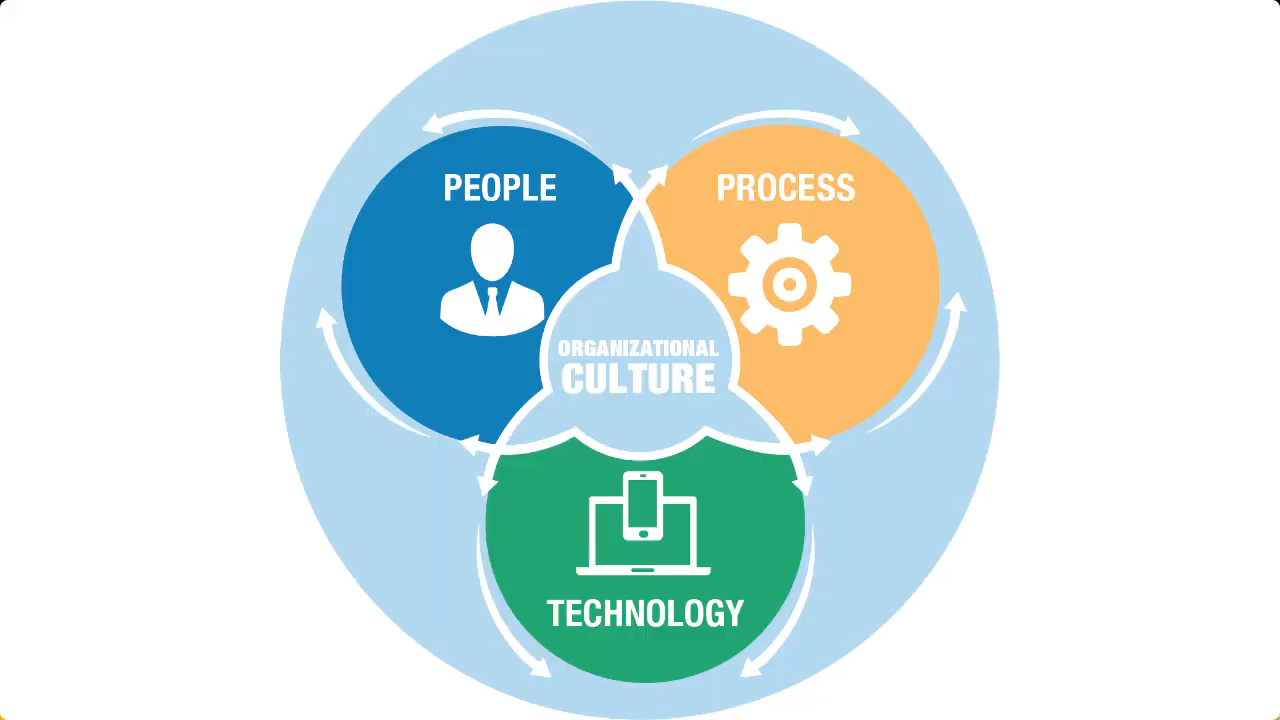 PEOPLE
PROCESS
ORGANIZATIONAL
CULTURE
TECHNOLOGY